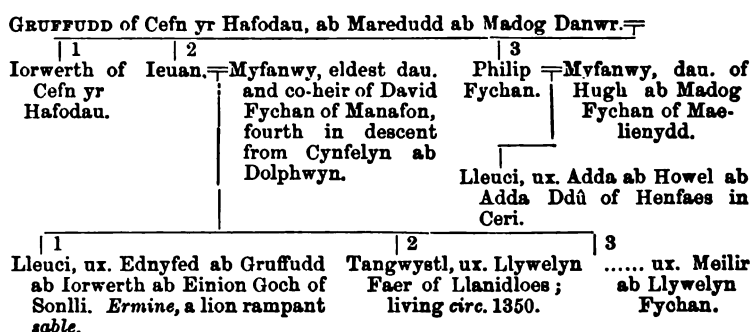 GRUFFUDD of Cefn yr Hafodau, ab Maredudd ab Madog Danwr.
1
Iorwerth of
Cefn yr
Hafodau.
2
Ieuan.
Myfanwy, eldest dau.
and co-heir of David
Fychan of Manafon,
fourth in descent
from Cynfelyn ab
Dolphwyn.
3
Philip
Fychan.
Myfanwy, dau. of
Hugh ab Madog
Fychan of Mae-
lienydd.
Lleuci, ux. Adda ab Howel ab
Adda Ddû of Henfaes in
Ceri.
1
Lleuci, ux. Ednyfed ab Gruffudd
ab Iorwerth ab Einion Goch of
Sonlli. Ermine, a lion rampant
sable.
2
Tangwystl, ux. Llywelyn
Faer of Llanidloes;
living circ. 1350.
3
...... ux. Meilir
ab Llywelyn
Fychan.